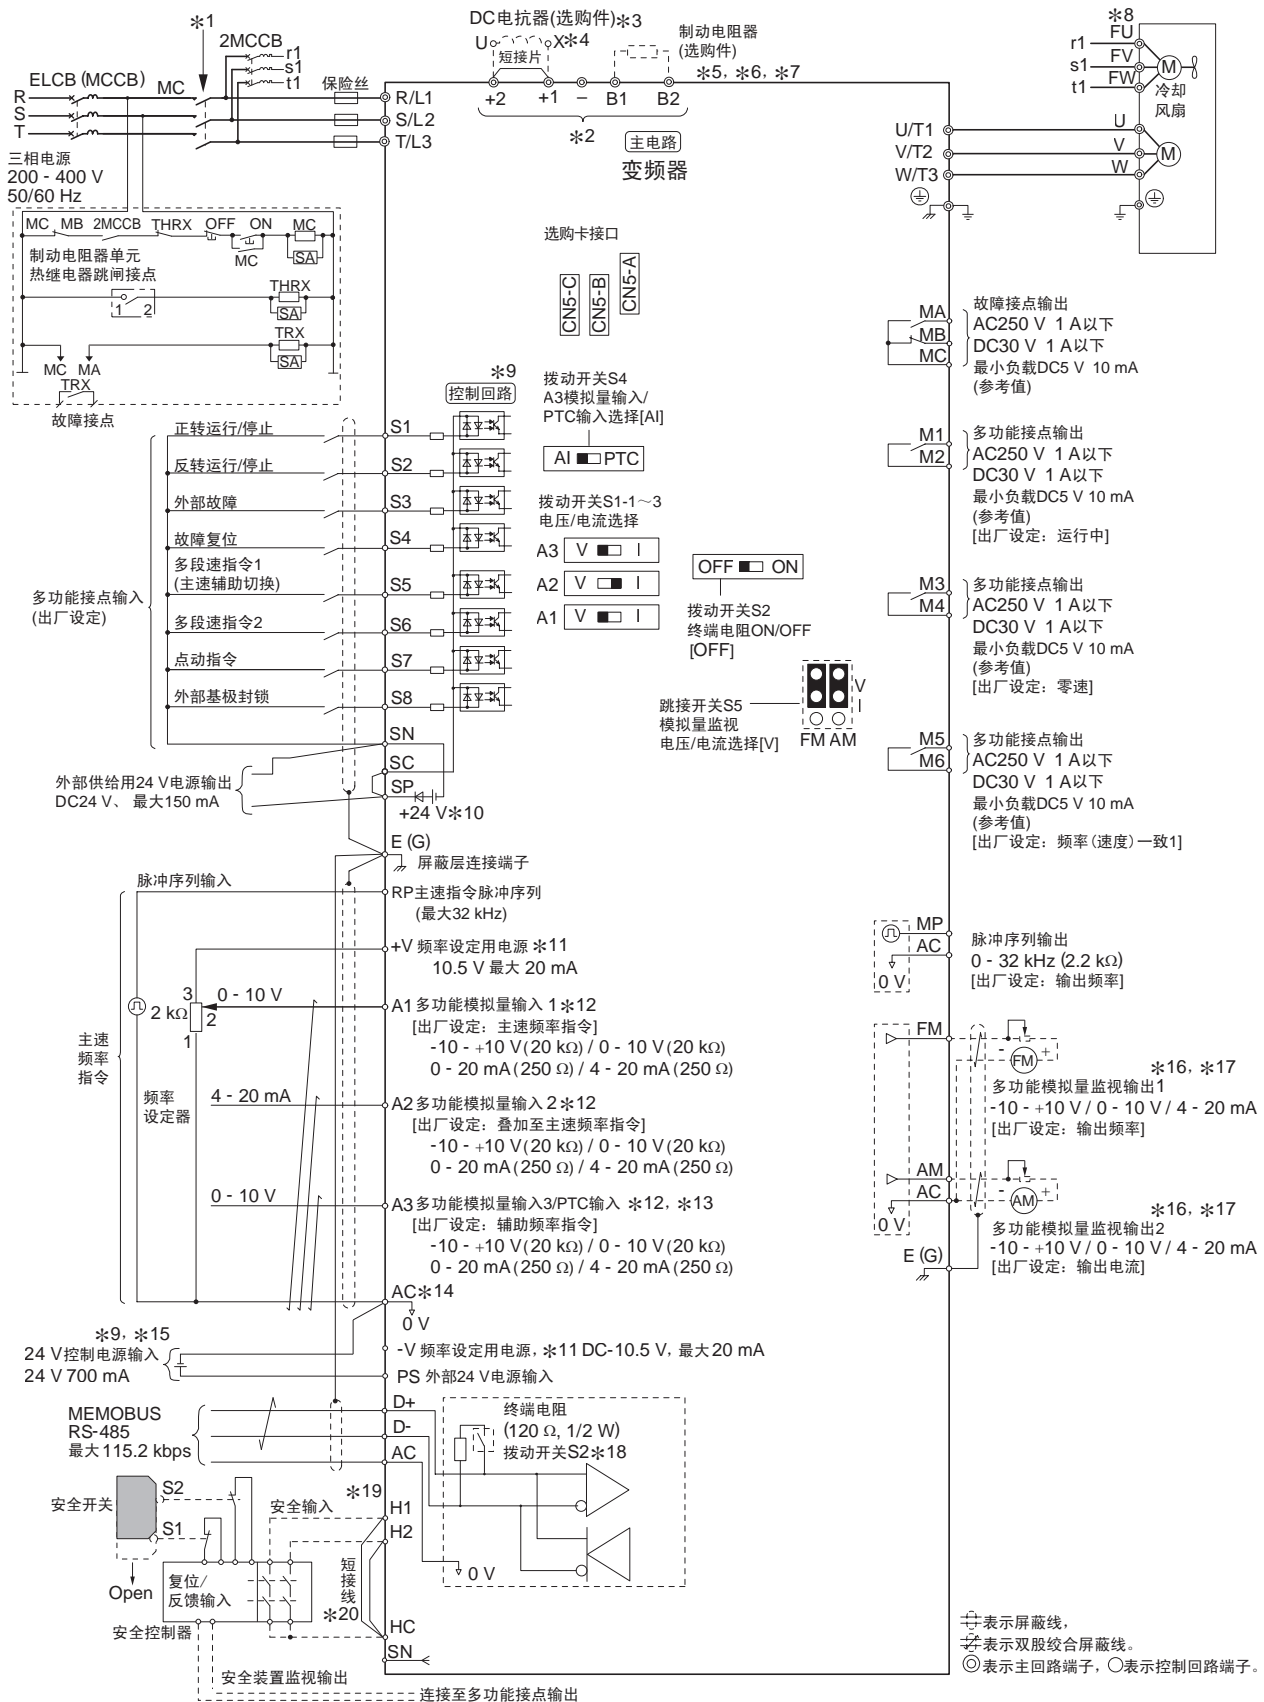 *1
2MCCB
r1
s1
t1
ELCB (MCCB)
MC
保险丝
R
S
T
R/L1
S/L2
T/L3
三相电源
200 - 400 V
50/60 Hz
DC电抗器(选购件)*3
U X*4
短接片
制动电阻器
(选购件)
*5, *6, *7
+2 +1 − B1 B2
*2
主电路
变频器
*8
FU
FV
FW
r1
s1
t1
M
冷却
风扇
U/T1
V/T2
W/T3
U
V
W
M
MC MB 2MCCB THRX OFF ON MC
MC
SA
制动电阻器单元
热继电器跳闸接点
1 2
THRX
SA
TRX
SA
MC MA
TRX
故障接点
选购卡接口
CN5-C
CN5-B
CN5-A
MA
MB
MC
故障接点输出
AC250 V 1 A以下
DC30 V 1 A以下
最小负载DC5 V 10 mA
(参考值)
*9
控制回路
拨动开关S4
A3模拟量输入/
PTC输入选择[AI]
AI PTC
拨动开关S1-1～3
电压/电流选择
A3 V I
A2 V I
A1 V I
OFF ON
拨动开关S2
终端电阻ON/OFF
[OFF]
跳接开关S5
模拟量监视
电压/电流选择[V]
V
I
FM AM
多功能接点输入
(出厂设定)
正转运行/停止
S1
反转运行/停止
S2
外部故障
S3
故障复位
S4
多段速指令1
(主速辅助切换)
S5
多段速指令2
S6
点动指令
S7
外部基极封锁
S8
SN
SC
SP
外部供给用24 V电源输出
DC24 V、 最大150 mA
+24 V*10
E (G)
屏蔽层连接端子
M1
M2
多功能接点输出
AC250 V 1 A以下
DC30 V 1 A以下
最小负载DC5 V 10 mA
(参考值)
[出厂设定：运行中]
M3
M4
多功能接点输出
AC250 V 1 A以下
DC30 V 1 A以下
最小负载DC5 V 10 mA
(参考值)
[出厂设定：零速]
M5
M6
多功能接点输出
AC250 V 1 A以下
DC30 V 1 A以下
最小负载DC5 V 10 mA
(参考值)
[出厂设定：频率(速度)一致1]
脉冲序列输入
RP主速指令脉冲序列
(最大32 kHz)
+V 频率设定用电源 *11
10.5 V 最大 20 mA
主速
频率
指令
2 kΩ
3
2
1
0 - 10 V
频率
设定器
A1 多功能模拟量输入 1*12
[出厂设定：主速频率指令]
-10 - +10 V(20 kΩ) / 0 - 10 V(20 kΩ)
0 - 20 mA(250 Ω) / 4 - 20 mA(250 Ω)
4 - 20 mA
A2 多功能模拟量输入 2*12
[出厂设定：叠加至主速频率指令]
-10 - +10 V(20 kΩ) / 0 - 10 V(20 kΩ)
0 - 20 mA(250 Ω) / 4 - 20 mA(250 Ω)
0 - 10 V
A3 多功能模拟量输入3/PTC输入 *12, *13
[出厂设定：辅助频率指令]
-10 - +10 V(20 kΩ) / 0 - 10 V(20 kΩ)
0 - 20 mA(250 Ω) / 4 - 20 mA(250 Ω)
AC*14
0 V
MP
AC
0 V
脉冲序列输出
0 - 32 kHz (2.2 kΩ)
[出厂设定：输出频率]
FM
- FM +
*16, *17
多功能模拟量监视输出1
-10 - +10 V / 0 - 10 V / 4 - 20 mA
[出厂设定：输出频率]
AM
AC
0 V
- AM +
*16, *17
多功能模拟量监视输出2
-10 - +10 V / 0 - 10 V / 4 - 20 mA
[出厂设定：输出电流]
E (G)
*9, *15
24 V控制电源输入
24 V 700 mA
-V 频率设定用电源, *11 DC-10.5 V, 最大20 mA
PS 外部24 V电源输入
MEMOBUS
RS-485
最大115.2 kbps
D+
D-
AC
终端电阻
(120 Ω, 1/2 W)
拨动开关S2*18
0 V
安全开关
S2
S1
Open
*19
安全输入
H1
H2
短接线
*20
复位/
反馈输入
安全控制器
HC
SN
安全装置监视输出
连接至多功能接点输出
表示屏蔽线，
表示双股绞合屏蔽线。
表示主回路端子，○表示控制回路端子。